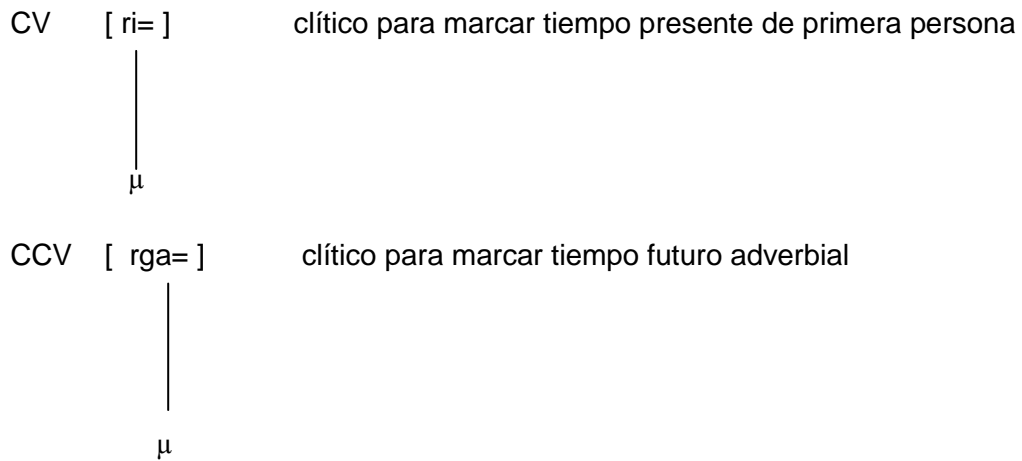 CV [ ri= ] clítico para marcar tiempo presente de primera persona
μ
CCV [ rga= ] clítico para marcar tiempo futuro adverbial
μ